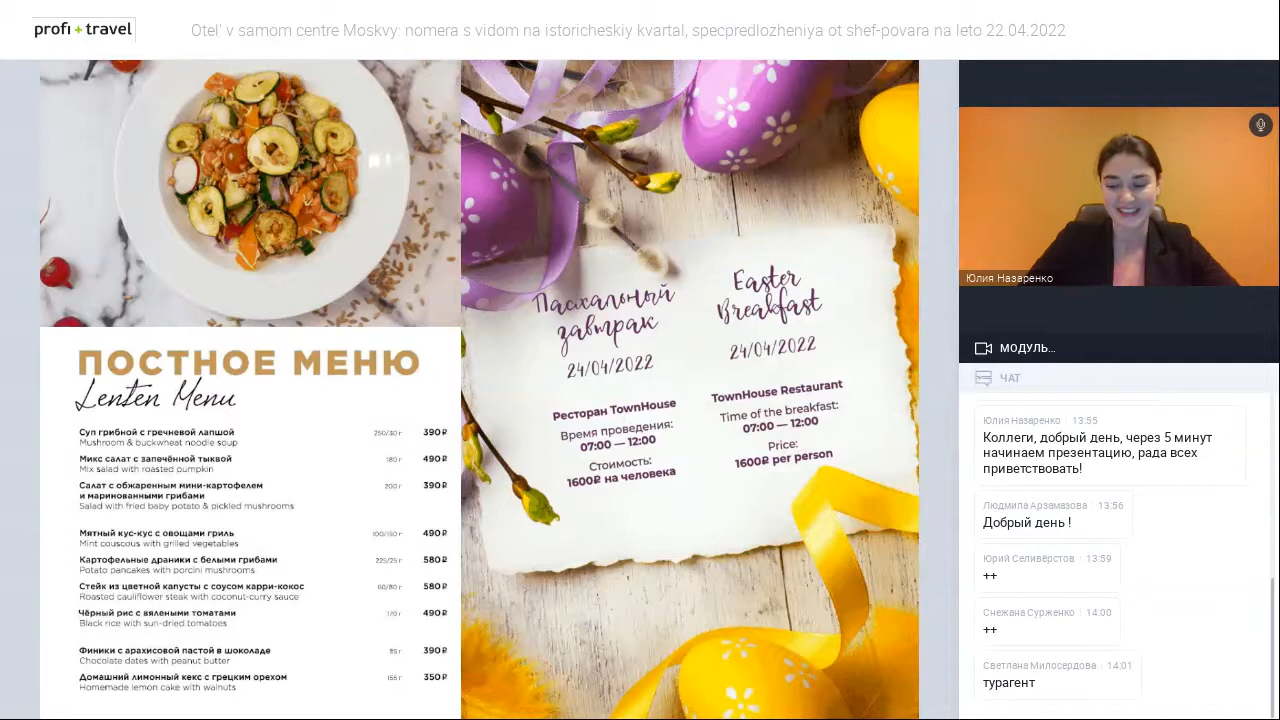 profi + travel
Otel' v samom centre Moskvy: nomera s vidom na istoricheskiy kvartal, specpredlozheniya ot shef-povara na leto 22.04.2022
ПОСТНОЕ МЕНЮ
Lenten Menu
Суп грибной с гречневой лапшой 250/30 г 390₽
Mushroom & buckwheat noodle soup
Микс салат с запечённой тыквой 180 г 490₽
Mix salad with roasted pumpkin
Салат с обжаренным мини-картофелем
и маринованными грибами 200 г 390₽
Salad with fried baby potato & pickled mushrooms
Мятный кус-кус с овощами гриль 100/150 г 490₽
Mint couscous with grilled vegetables
Картофельные драники с белыми грибами 225/25 г 580₽
Potato pancakes with porcini mushrooms
Стейк из цветной капусты с соусом карри-кокос 60/80 г 580₽
Roasted cauliflower steak with coconut-curry sauce
Чёрный рис с вялеными томатами 170 г 490₽
Black rice with sun-dried tomatoes
Финики с арахисовой пастой в шоколаде 85 г 390₽
Chocolate dates with peanut butter
Домашний лимонный кекс с грецким орехом 155 г 350₽
Homemade lemon cake with walnuts
Пасхальный
завтрак
24/04/2022
Ресторан TownHouse
Время проведения:
07:00 — 12:00
Стоимость:
1600₽ на человека
Easter
Breakfast
24/04/2022
TownHouse Restaurant
Time of the breakfast:
07:00 — 12:00
Price:
1600₽ per person
Юлия Назаренко
МОДУЛЬ...
ЧАТ
Юлия Назаренко 13:55
Коллеги, добрый день, через 5 минут
начинаем презентацию, рада всех
приветствовать!
Людмила Арзамазова 13:56
Добрый день !
Юрий Селивёрстов 13:59
++
Снежана Сурженко 14:00
++
Светлана Милосердова 14:01
турагент